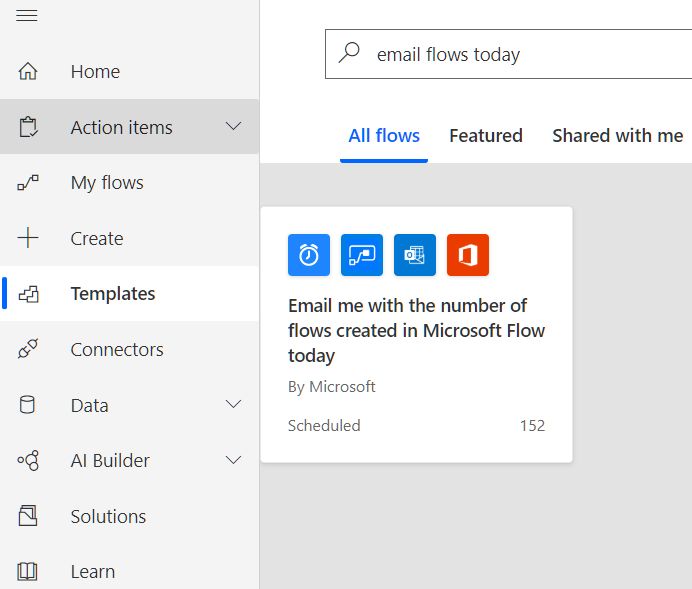 Home
Action items
My flows
Create
Templates
Connectors
Data
AI Builder
Solutions
Learn
email flows today
All flows
Featured
Shared with me
Email me with the number of
flows created in Microsoft Flow
today
By Microsoft
Scheduled
152